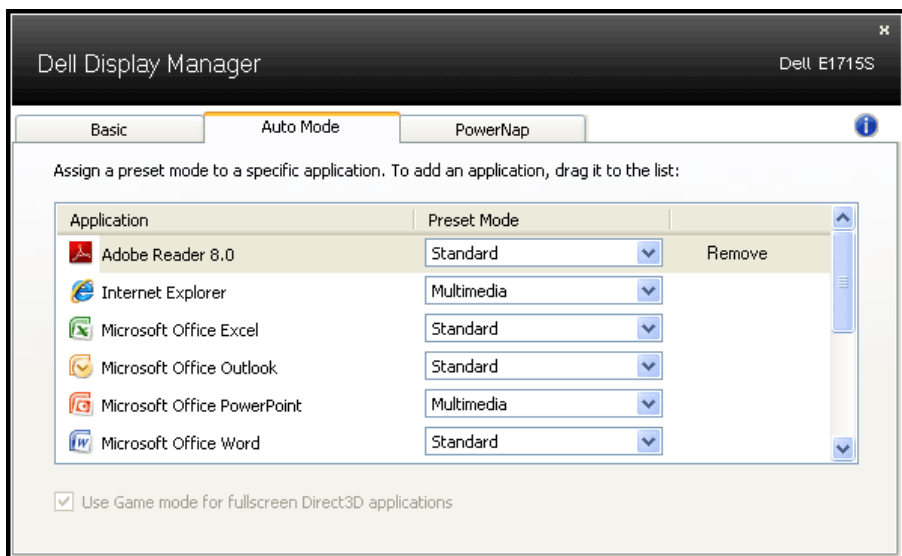 Dell Display Manager
Dell E1715S
Basic
Auto Mode
PowerNap
Assign a preset mode to a specific application. To add an application, drag it to the list:
Application Preset Mode
Adobe Reader 8.0 Standard Remove
Internet Explorer Multimedia
Microsoft Office Excel Standard
Microsoft Office Outlook Standard
Microsoft Office PowerPoint Multimedia
Microsoft Office Word Standard
Use Game mode for fullscreen Direct3D applications